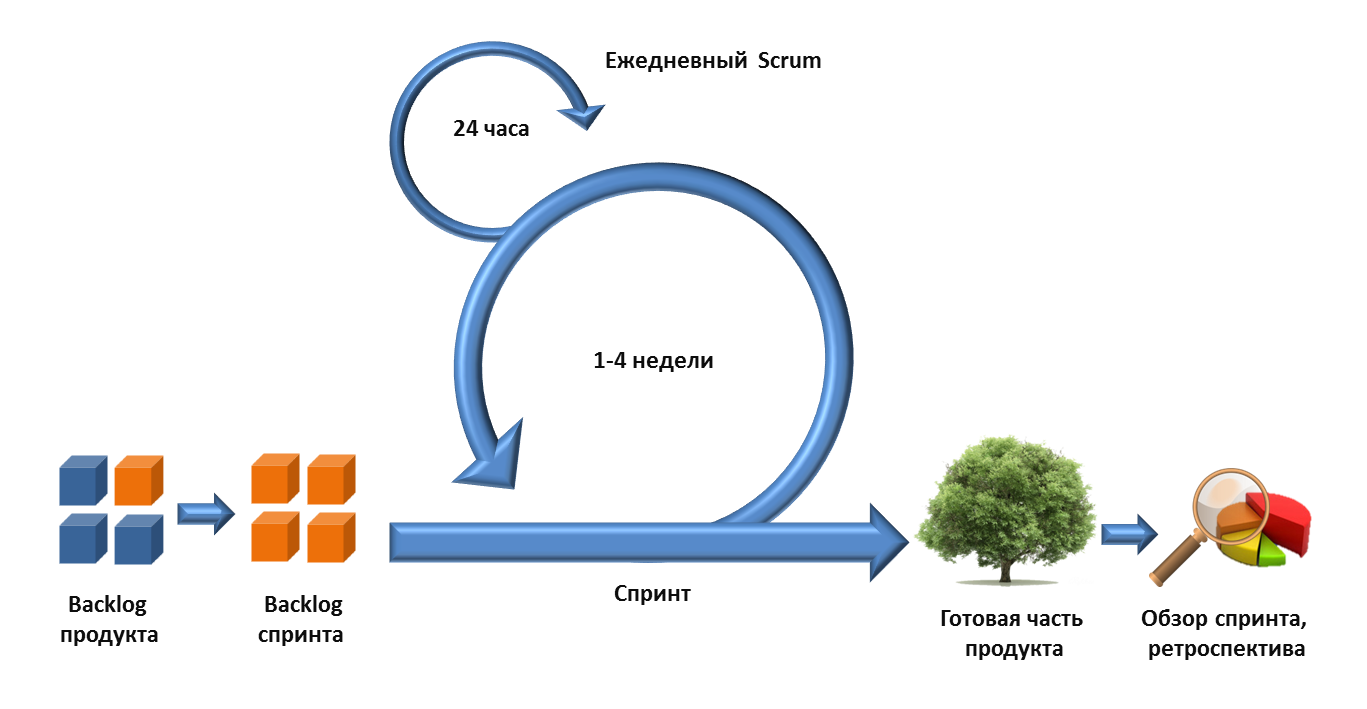 Ежедневный Scrum
24 часа
1-4 недели
Backlog
продукта
Backlog
спринта
Спринт
Готовая часть
продукта
Обзор спринта,
ретроспектива